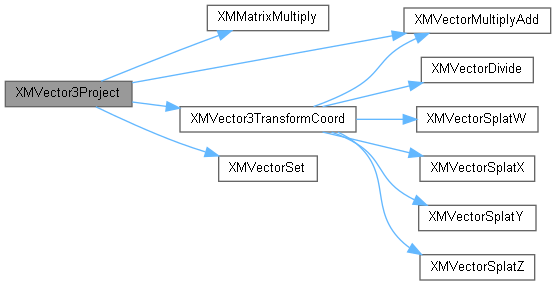 XMVector3Project
XMMatrixMultiply
XMVector3TransformCoord
XMVectorSet
XMVectorMultiplyAdd
XMVectorDivide
XMVectorSplatW
XMVectorSplatX
XMVectorSplatY
XMVectorSplatZ